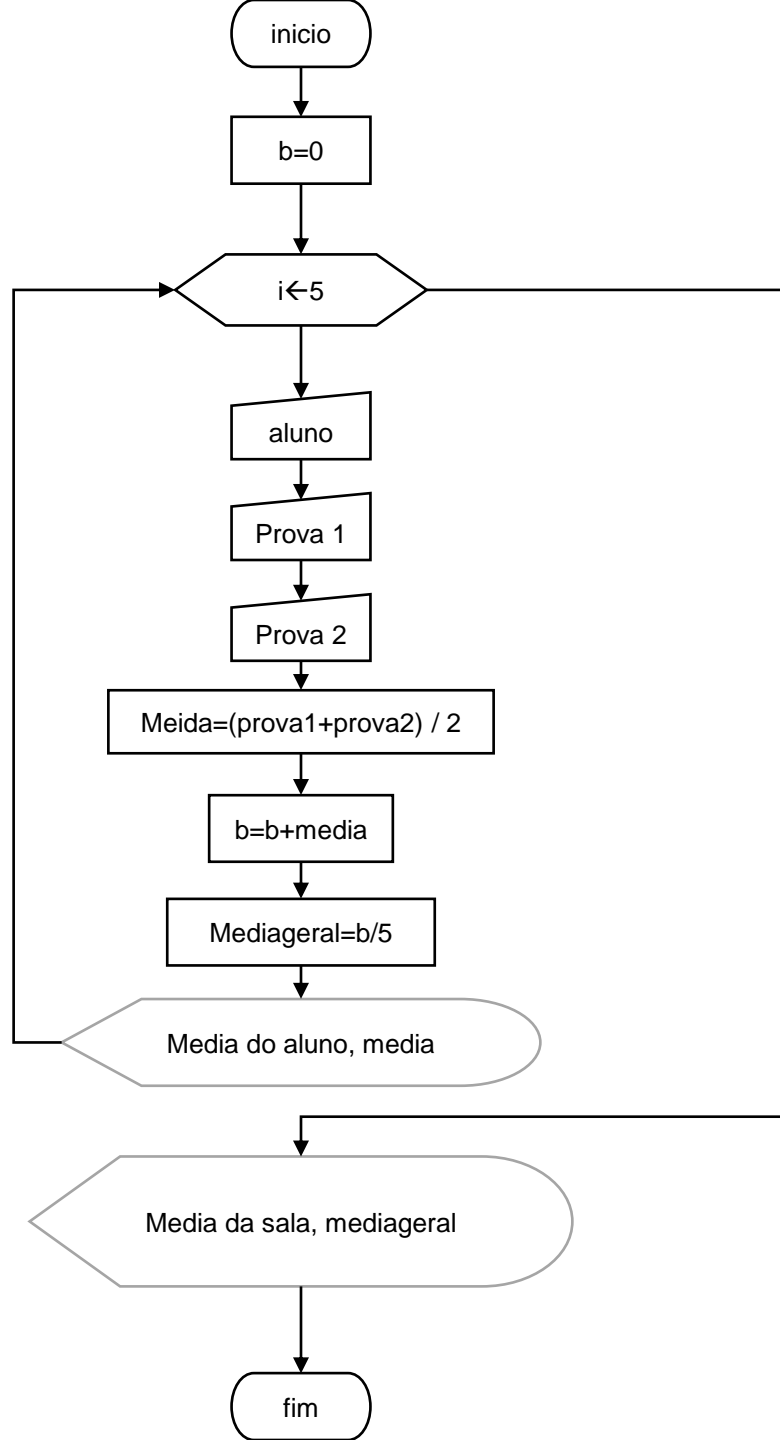 inicio
b=0
i←5
aluno
Prova 1
Prova 2
Meida=(prova1+prova2) / 2
b=b+media
Mediageral=b/5
Media do aluno, media
Media da sala, mediageral
fim